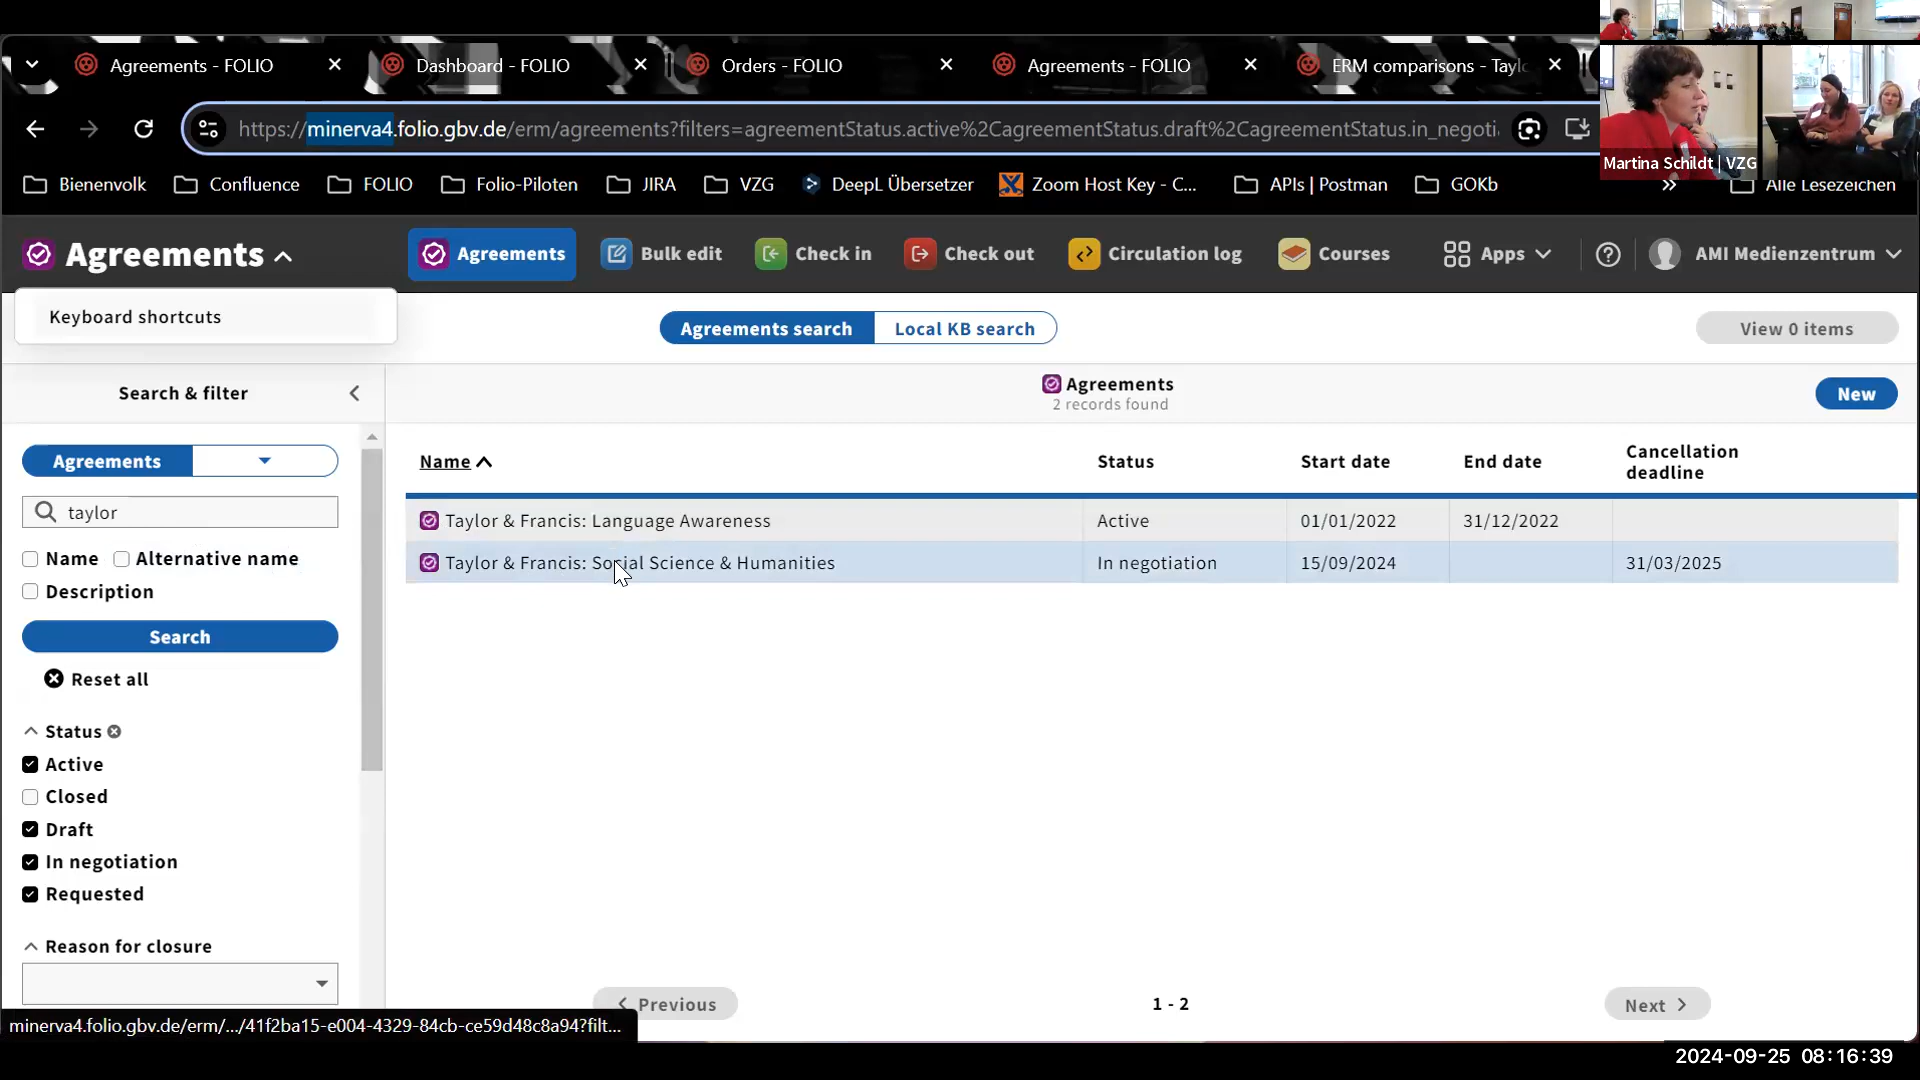 Agreements - FOLIO
Dashboard - FOLIO
Orders - FOLIO
Agreements - FOLIO
ERM comparisons - Taylo
https://minerva4.folio.gbv.de/erm/agreements?filters=agreementStatus.active%2CagreementStatus.draft%2CagreementStatus.in_negoti
Martina Schildt | VZG
Bienenvolk
Confluence
FOLIO
Folio-Piloten
JIRA
VZG
DeepL Übersetzer
Zoom Host Key - C...
APIs | Postman
GOKb
»
Alle Lesezeichen
Agreements
Agreements
Bulk edit
Check in
Check out
Circulation log
Courses
Apps
AMI Medienzentrum
Keyboard shortcuts
Agreements search
Local KB search
View 0 items
Search & filter
Agreements
2 records found
New
Agreements
taylor
Name
Alternative name
Description
Search
Reset all
Status
Active
Closed
Draft
In negotiation
Requested
Reason for closure
Name Status Start date End date Cancellation
deadline
Taylor & Francis: Language Awareness Active 01/01/2022 31/12/2022
Taylor & Francis: Social Science & Humanities In negotiation 15/09/2024 31/03/2025
Previous
1 - 2
Next
minerva4.folio.gbv.de/erm/.../41f2ba15-e004-4329-84cb-ce59d48c8a94?filt...
2024-09-25 08:16:39